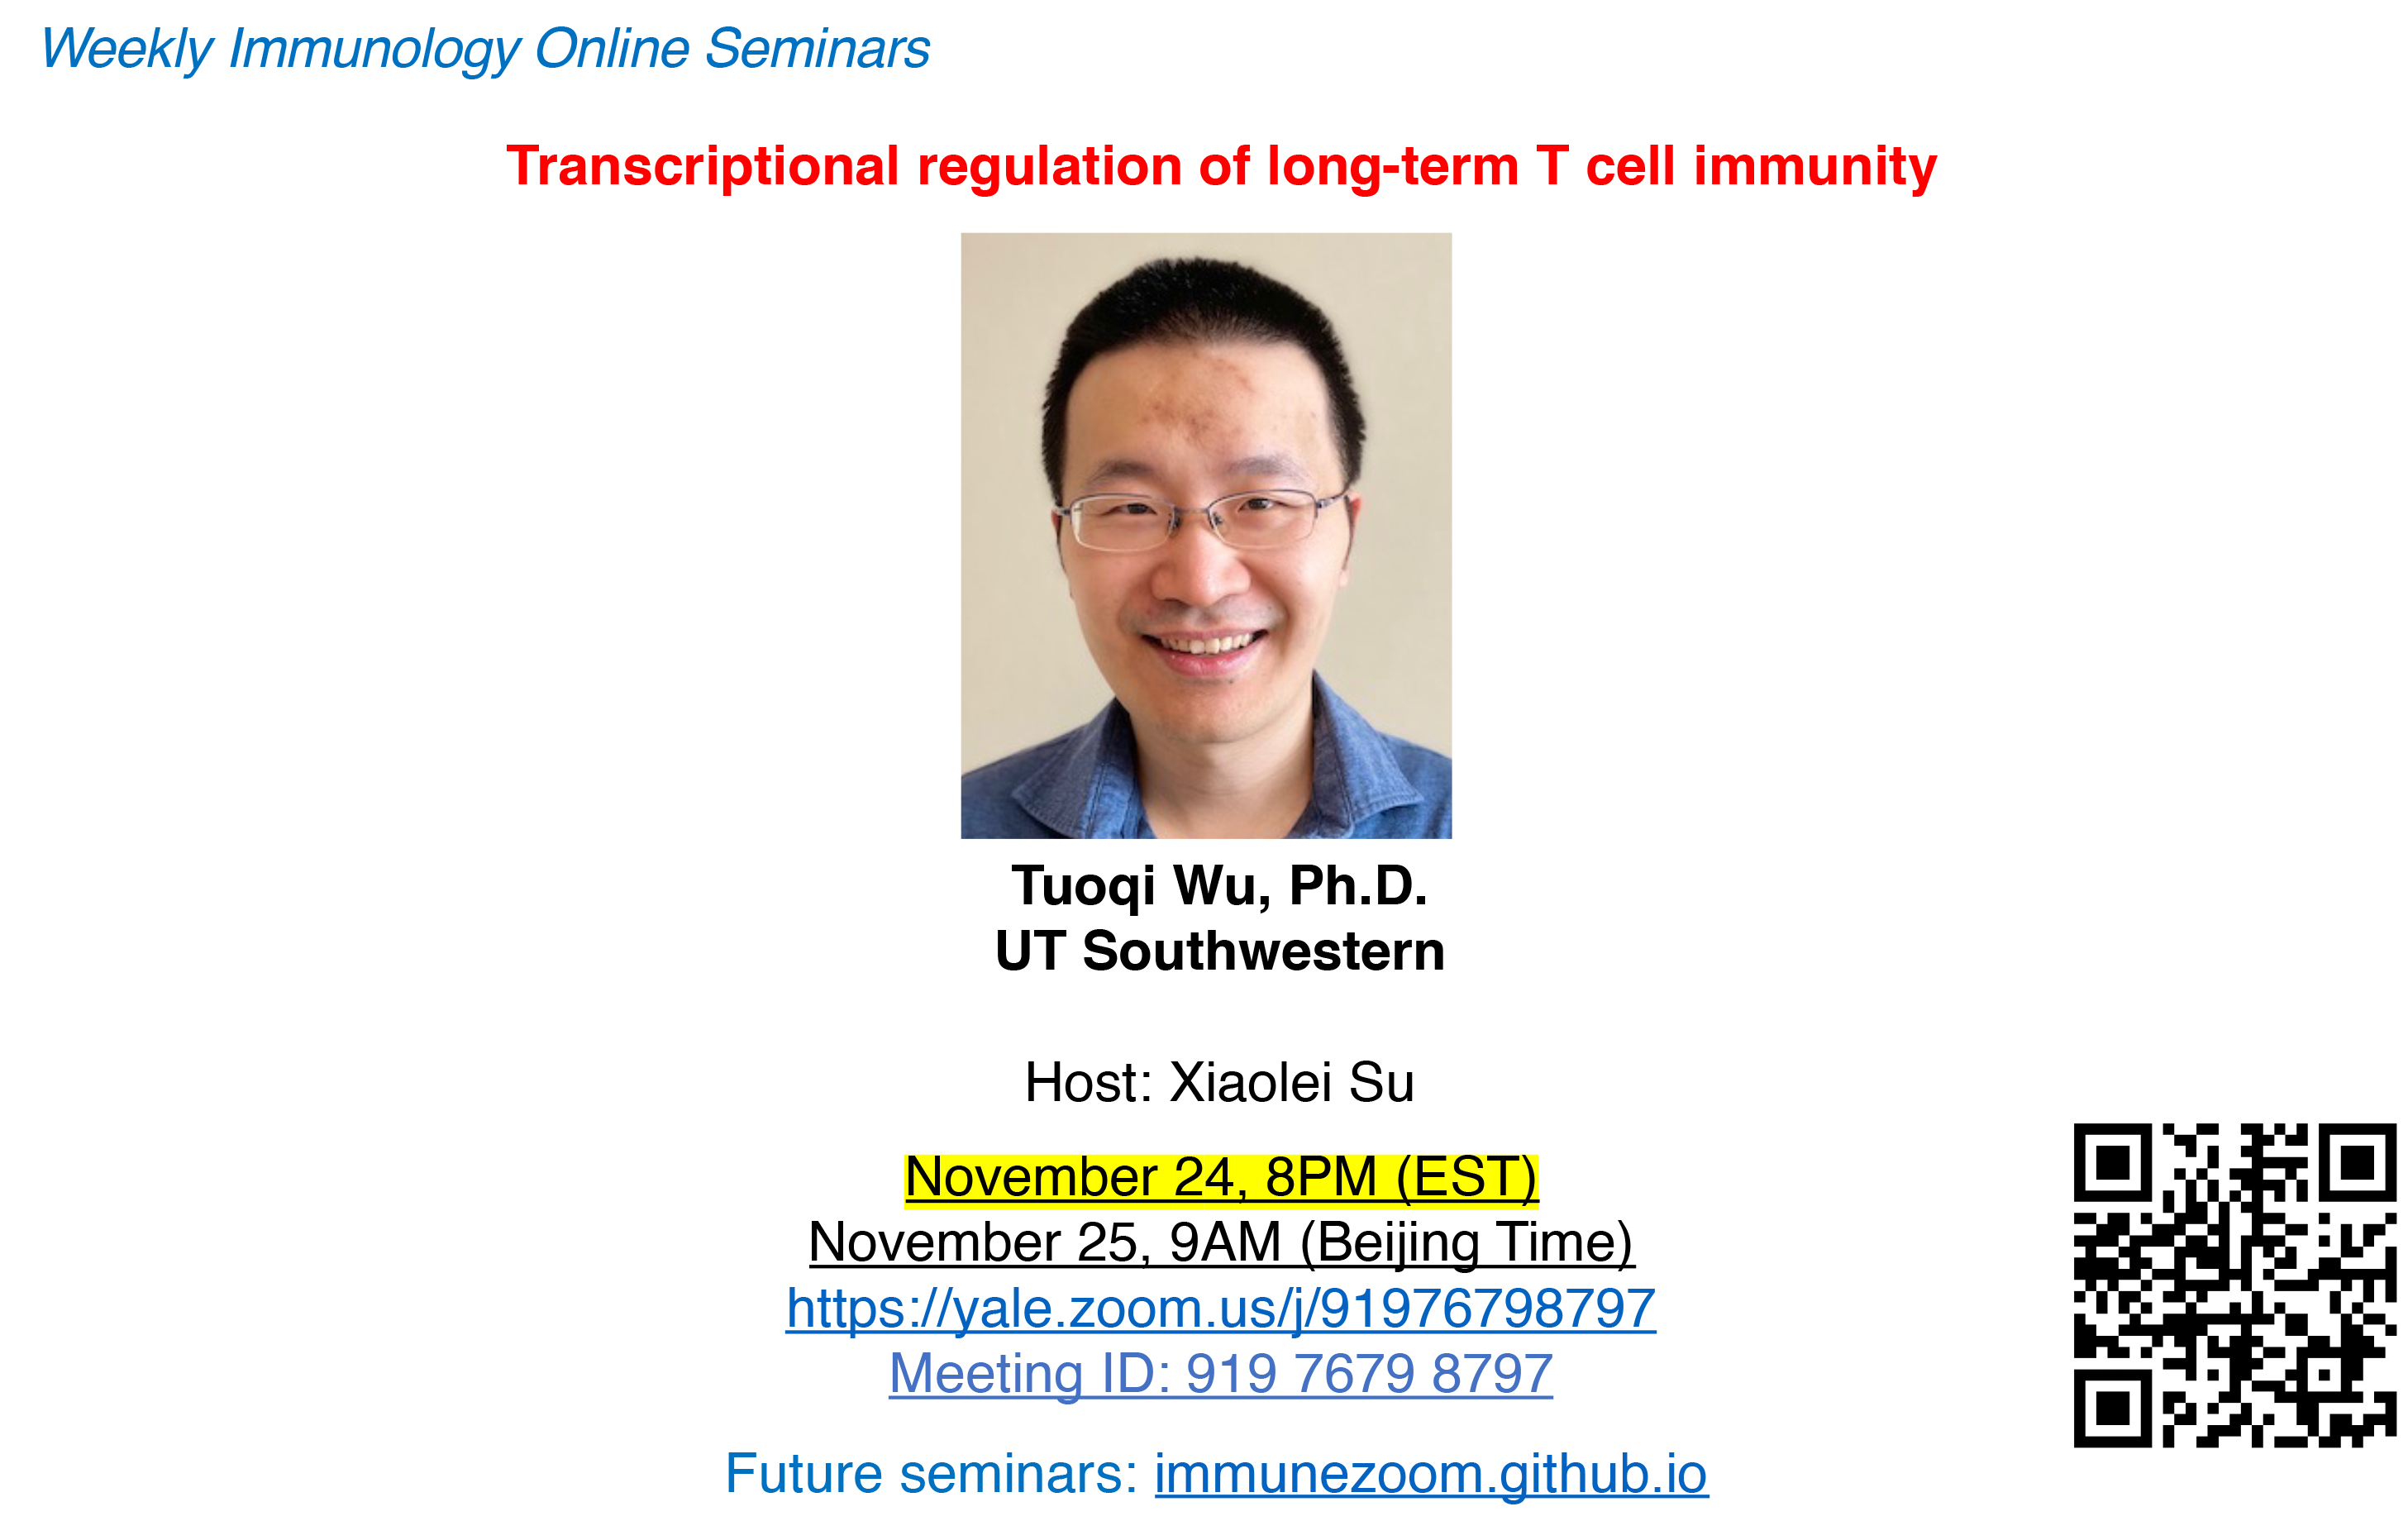 Weekly Immunology Online Seminars
Transcriptional regulation of long-term T cell immunity
Tuoqi Wu, Ph.D.
UT Southwestern
Host: Xiaolei Su
November 24, 8PM (EST)
November 25, 9AM (Beijing Time)
https://yale.zoom.us/j/91976798797
Meeting ID: 919 7679 8797
Future seminars: immunezoom.github.io